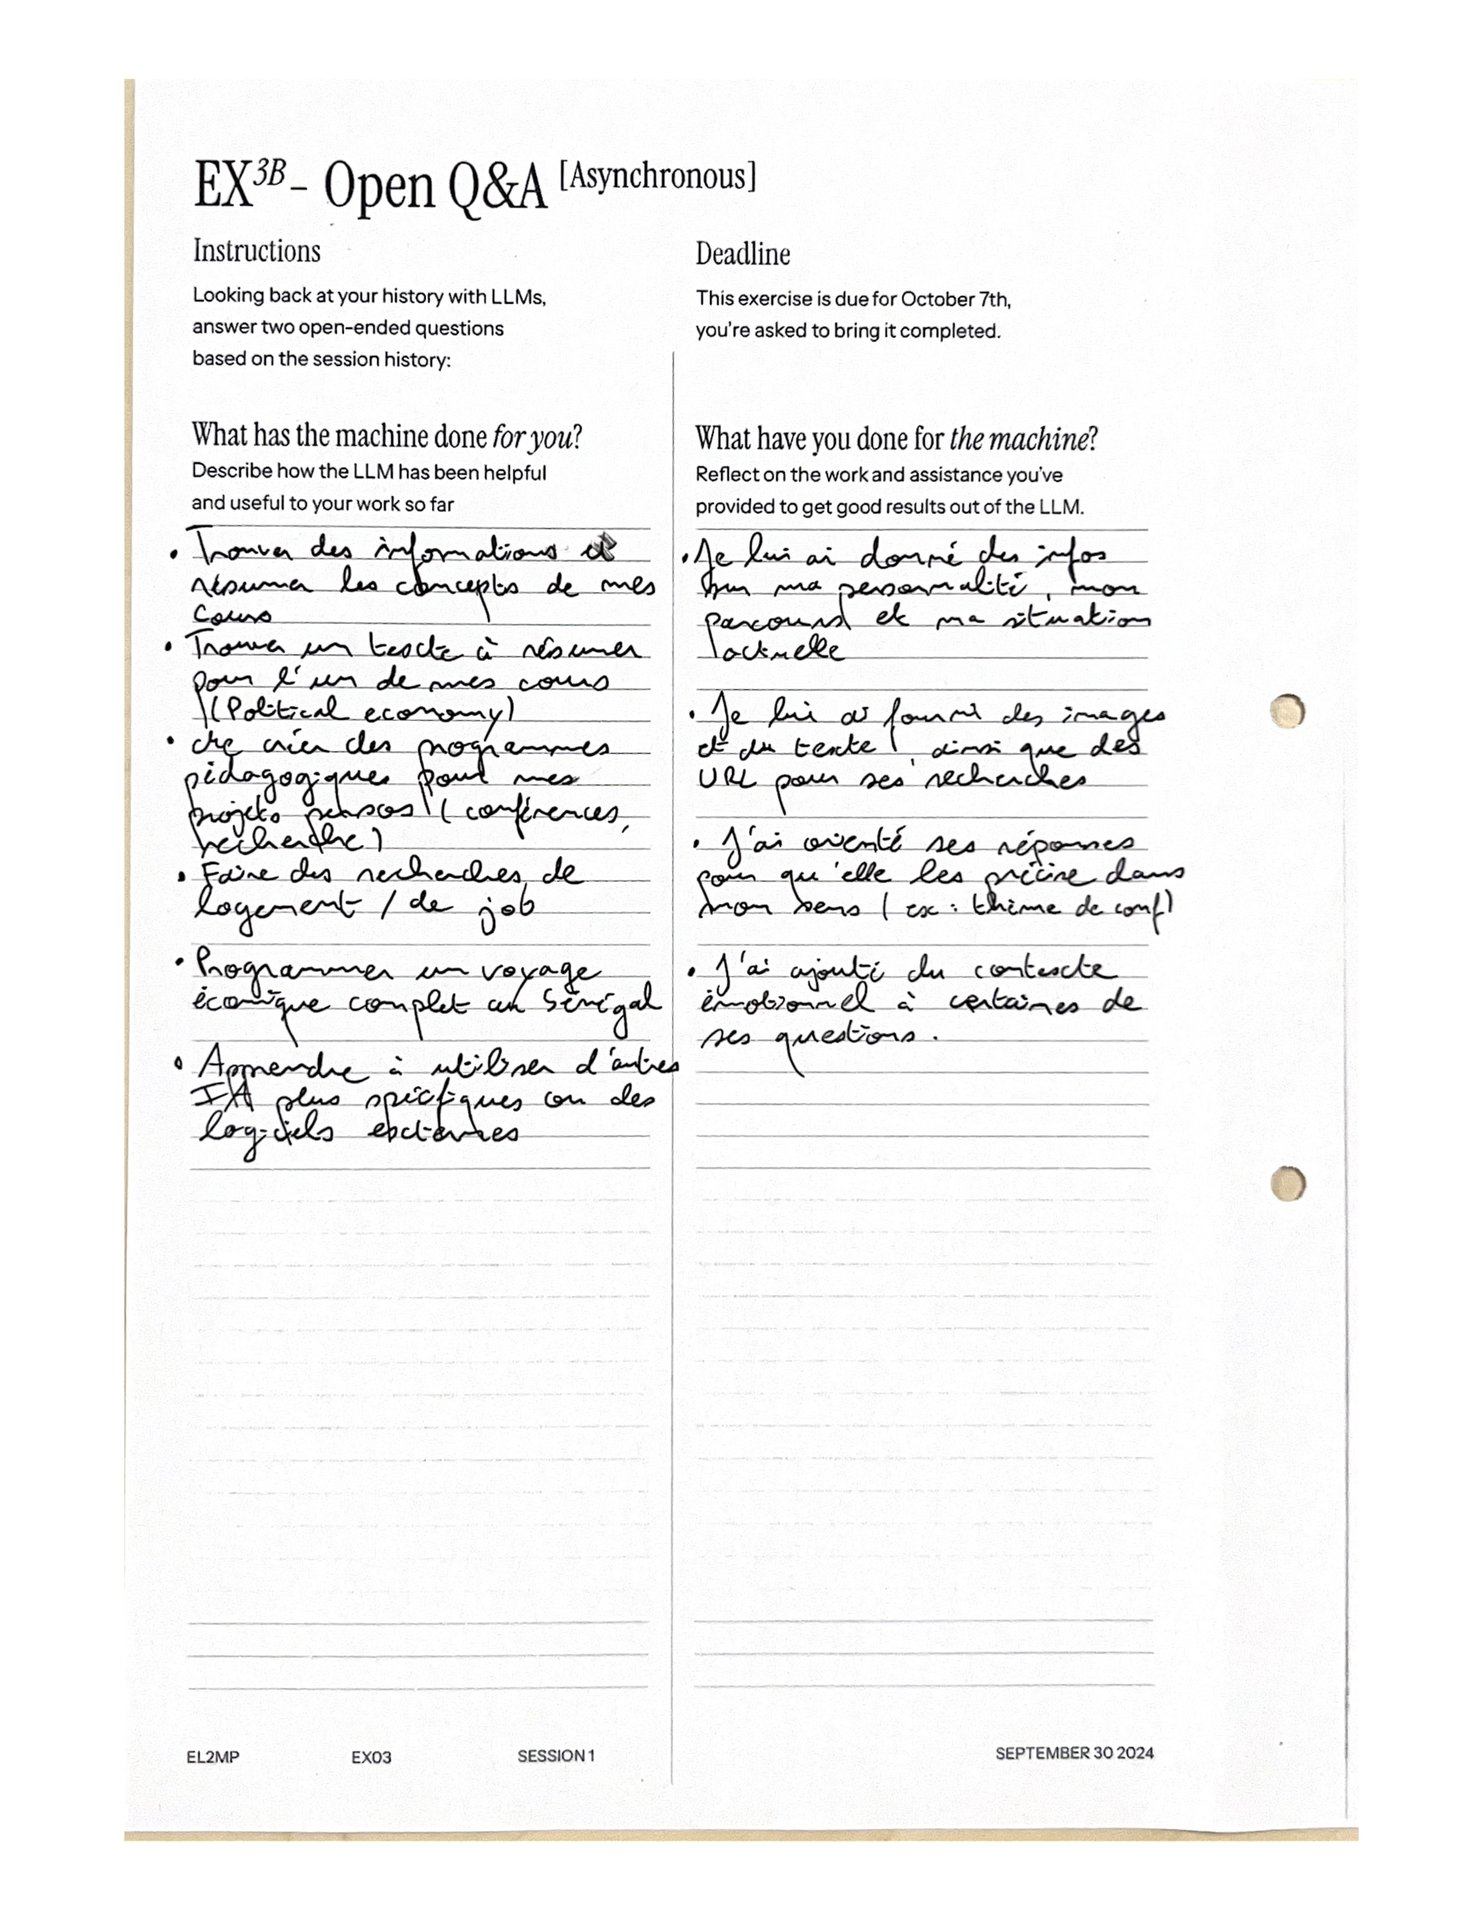 EX3B – Open Q&A [Asynchronous]
Instructions
Looking back at your history with LLMs,
answer two open-ended questions
based on the session history:
Deadline
This exercise is due for October 7th,
you're asked to bring it completed.
What has the machine done for you?
Describe how the LLM has been helpful
and useful to your work so far
• Trouver des informations et
résumer les concepts de mes
cours
• Trouver un texte à résumer
pour l'un de mes cours
(Political economy)
• créer des programmes
pédagogiques pour mes
projets persos (conférences,
recherche)
• Faire des recherches de
logement / de job
• Programmer un voyage
complet au Sénégal
• Apprendre à utiliser d'autres
IA plus spécifiques ou des
logiciels externes
What have you done for the machine?
Reflect on the work and assistance you've
provided to get good results out of the LLM.
• Je lui ai donné des infos
sur ma personnalité, mon
parcours et ma situation
actuelle
• Je lui ai fourni des images
et du texte, ainsi que des
URL pour ses recherches
• J'ai orienté ses réponses
pour qu'elle les précise dans
mon sens (ex : thème de conf)
• J'ai ajouté du contexte
émotionnel à certaines de
ses questions.
EL2MP EX03 SESSION 1 SEPTEMBER 30 2024